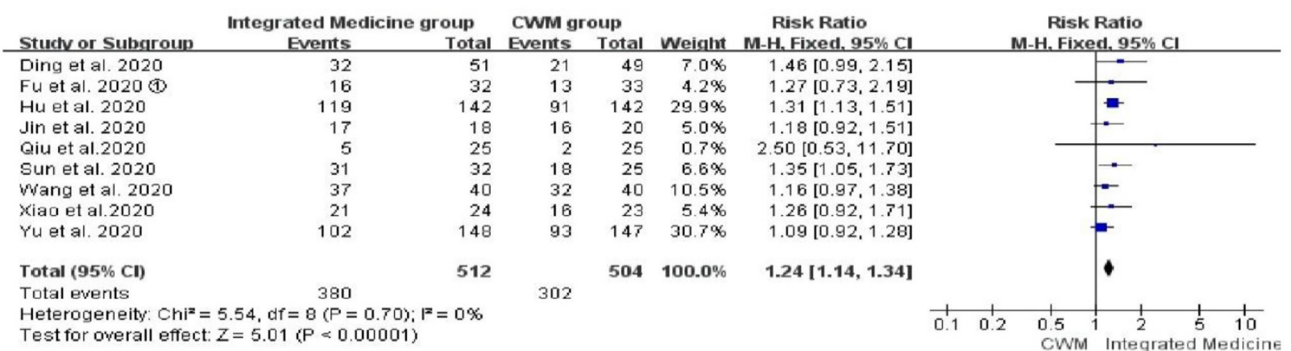 Integrated Medicine group CWM group Risk Ratio Risk Ratio
Study or Subgroup Events Total Events Total Weight M-H, Fixed, 95% CI M-H, Fixed, 95% CI
Ding et al. 2020 32 51 21 49 7.0% 1.46 [0.99, 2.15]
Fu et al. 2020 ① 16 32 13 33 4.2% 1.27 [0.73, 2.19]
Hu et al. 2020 119 142 91 142 29.9% 1.31 [1.13, 1.51]
Jin et al. 2020 17 18 16 20 5.0% 1.18 [0.92, 1.51]
Qiu et al.2020 5 25 2 25 0.7% 2.50 [0.53, 11.70]
Sun et al. 2020 31 32 18 25 6.6% 1.35 [1.05, 1.73]
Wang et al. 2020 37 40 32 40 10.5% 1.16 [0.97, 1.38]
Xiao et al.2020 21 24 16 23 5.4% 1.26 [0.92, 1.71]
Yu et al. 2020 102 148 93 147 30.7% 1.09 [0.92, 1.28]
Total (95% CI) 512 504 100.0% 1.24 [1.14, 1.34]
Total events 380 302
Heterogeneity: Chi² = 5.54, df = 8 (P = 0.70); I² = 0%
Test for overall effect: Z = 5.01 (P < 0.00001)
0.1 0.2 0.5 1 2 5 10
CWM Integrated Medicine